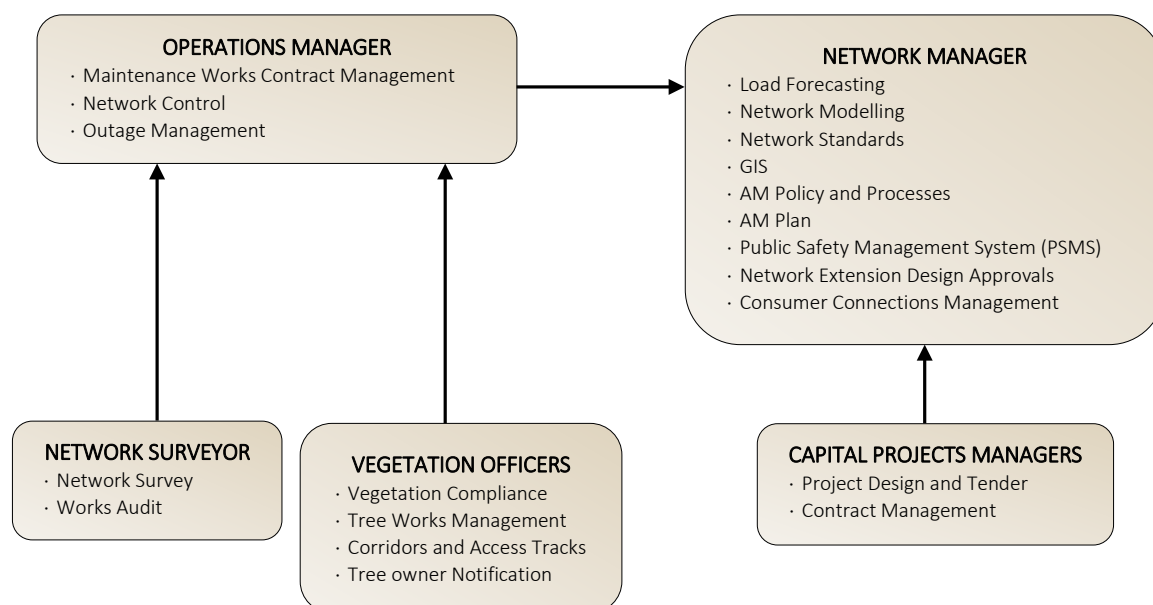 OPERATIONS MANAGER
· Maintenance Works Contract Management
· Network Control
· Outage Management
NETWORK MANAGER
· Load Forecasting
· Network Modelling
· Network Standards
· GIS
· AM Policy and Processes
· AM Plan
· Public Safety Management System (PSMS)
· Network Extension Design Approvals
· Consumer Connections Management
NETWORK SURVEYOR
· Network Survey
· Works Audit
VEGETATION OFFICERS
· Vegetation Compliance
· Tree Works Management
· Corridors and Access Tracks
· Tree owner Notification
CAPITAL PROJECTS MANAGERS
· Project Design and Tender
· Contract Management